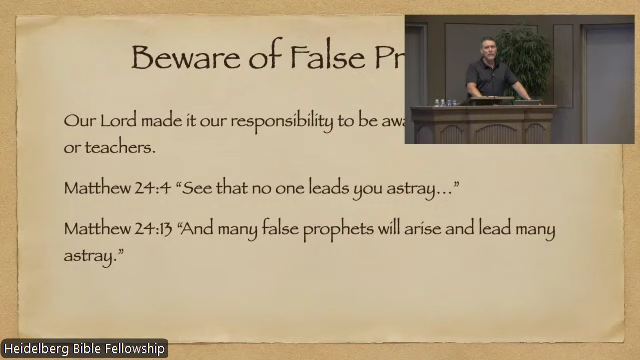 Beware of False Pr
Our Lord made it our responsibility to be awa
or teachers.
Matthew 24:4 “See that no one leads you astray…”
Matthew 24:13 “And many false prophets will arise and lead many
astray.”
Heidelberg Bible Fellowship